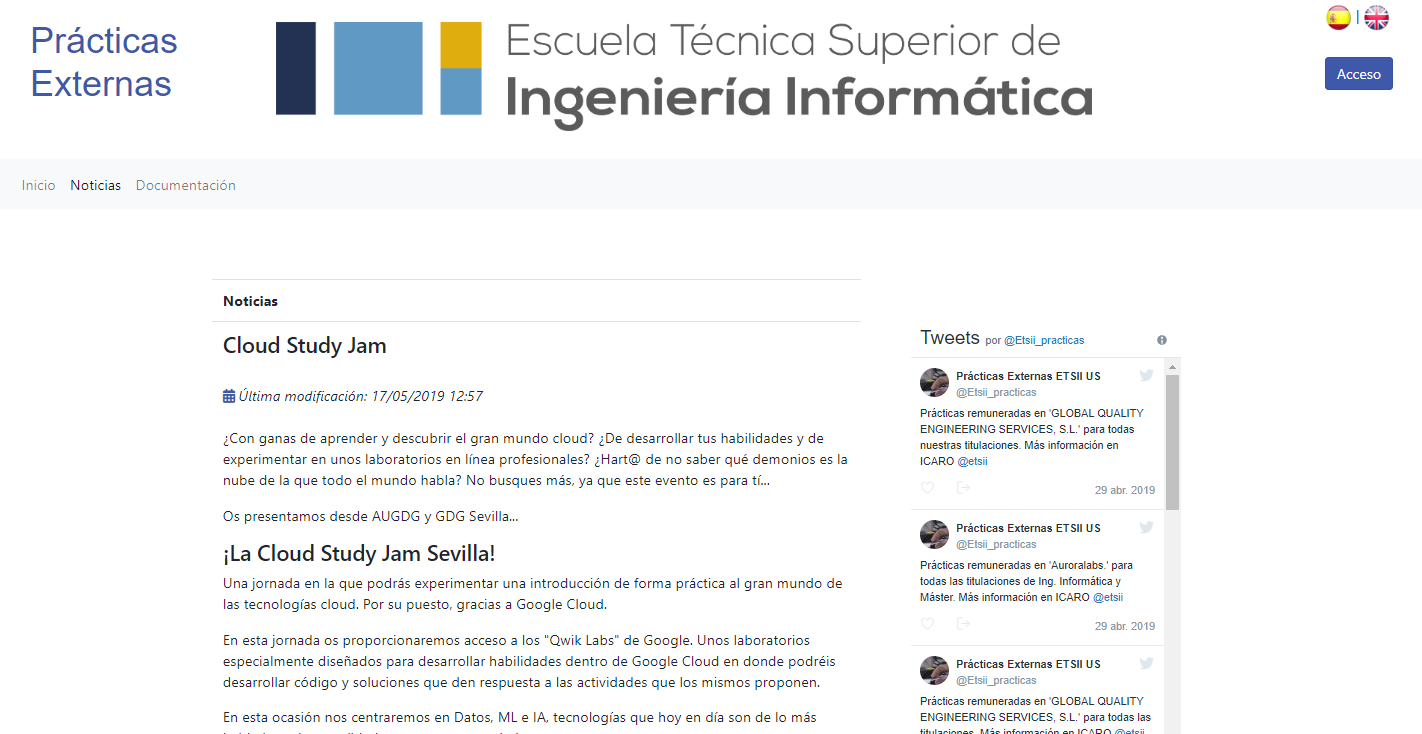 Prácticas
Externas
Escuela Técnica Superior de
Ingeniería Informática
|
Acceso
Inicio Noticias Documentación
Noticias
Cloud Study Jam
Última modificación: 17/05/2019 12:57
¿Con ganas de aprender y descubrir el gran mundo cloud? ¿De desarrollar tus habilidades y de
experimentar en unos laboratorios en línea profesionales? ¿Hart@ de no saber qué demonios es la
nube de la que todo el mundo habla? No busques más, ya que este evento es para tí...
Os presentamos desde AUGDG y GDG Sevilla...
¡La Cloud Study Jam Sevilla!
Una jornada en la que podrás experimentar una introducción de forma práctica al gran mundo de
las tecnologías cloud. Por su puesto, gracias a Google Cloud.
En esta jornada os proporcionaremos acceso a los "Qwik Labs" de Google. Unos laboratorios
especialmente diseñados para desarrollar habilidades dentro de Google Cloud en donde podréis
desarrollar código y soluciones que den respuesta a las actividades que los mismos proponen.
En esta ocasión nos centraremos en Datos, ML e IA, tecnologías que hoy en día son de lo más
Tweets por @Etsii_practicas
Prácticas Externas ETSII US
@Etsii_practicas
Prácticas remuneradas en 'GLOBAL QUALITY
ENGINEERING SERVICES, S.L.' para todas
nuestras titulaciones. Más información en
ICARO @etsii
29 abr. 2019
Prácticas Externas ETSII US
@Etsii_practicas
Prácticas remuneradas en 'Auroralabs.' para
todas las titulaciones de Ing. Informática y
Máster. Más información en ICARO @etsii
29 abr. 2019
Prácticas Externas ETSII US
@Etsii_practicas
Prácticas remuneradas en 'GLOBAL QUALITY
ENGINEERING SERVICES, S.L.' para todas las
titulaciones. Más información en ICARO @etsii